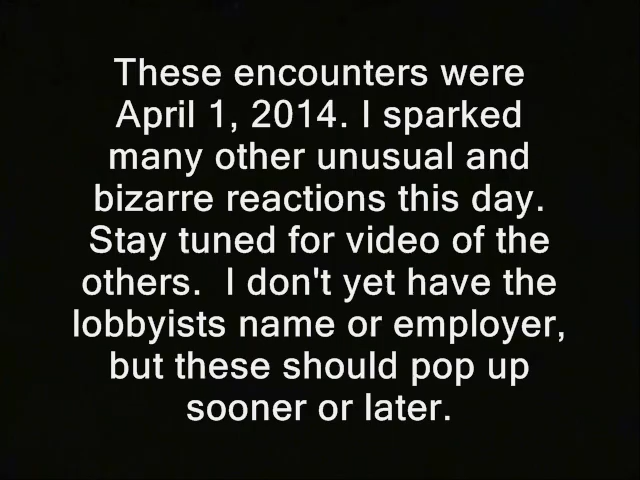 These encounters were
April 1, 2014. I sparked
many other unusual and
bizarre reactions this day.
Stay tuned for video of the
others.  I don't yet have the
lobbyists name or employer,
but these should pop up
sooner or later.